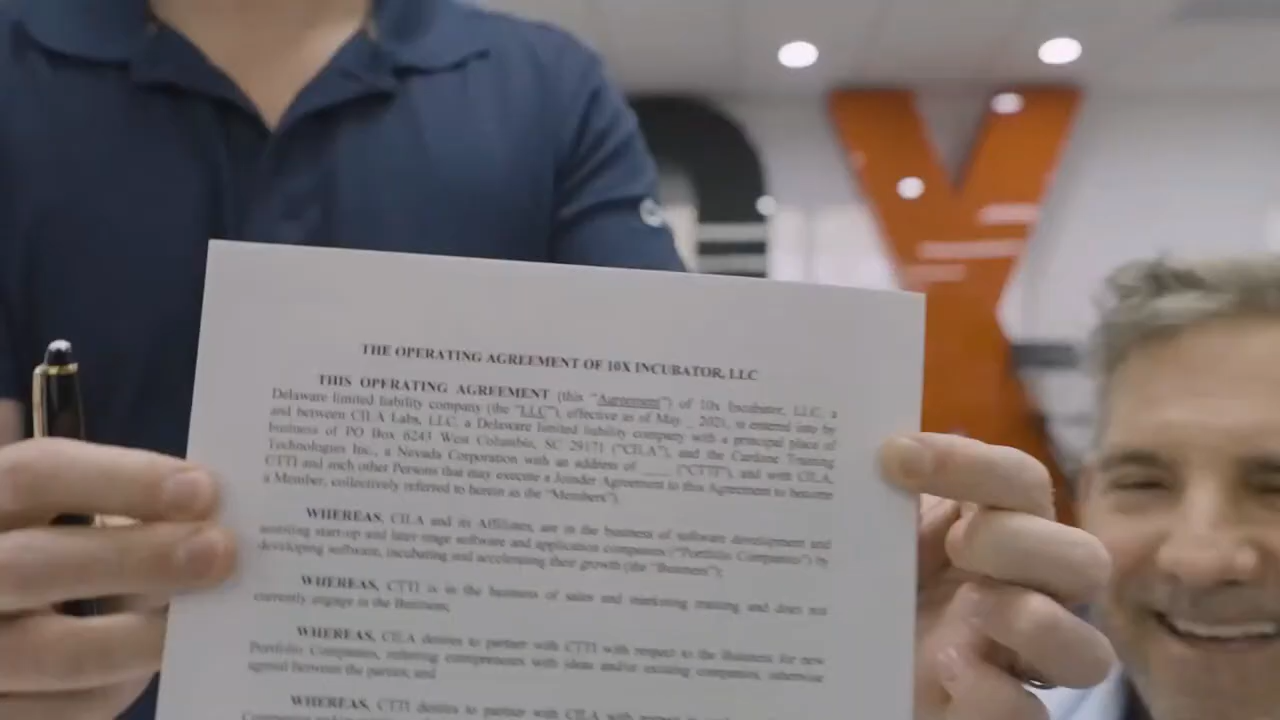 THE OPERATING AGREEMENT OF 10X INCUBATOR, LLC
THIS OPERATING AGREEMENT (this "Agreement") of 10x Incubator, LLC, a
Delaware limited liability company (the "LLC"), effective as of May _ 2021, is entered into by
and between CILA Labs, LLC, a Delaware limited liability company with a principal place of
business of PO Box 6243 West Columbia, SC 29171 ("CILA"), and the Cardone Training
Technologies Inc., a Nevada Corporation with an address of ____ ("CTTI"), and with CILA,
CTTI and each other Persons that may execute a Joinder Agreement to this Agreement to become
a Member, collectively referred to herein as the "Members").
WHEREAS, CILA and its Affiliates, are in the business of software development and
assisting start-up and later stage software and application companies ("Portfolio Companies") by
developing software, incubating and accelerating their growth (the "Business");
WHEREAS, CTTI is in the business of sales and marketing training and does not
currently engage in the Business;
WHEREAS, CILA desires to partner with CTTI with respect to the Business for new
Portfolio Companies, referring entrepreneurs with ideas and/or existing companies, otherwise
agreed between the parties; and
WHEREAS, CTTI desires to partner with CILA with respect to